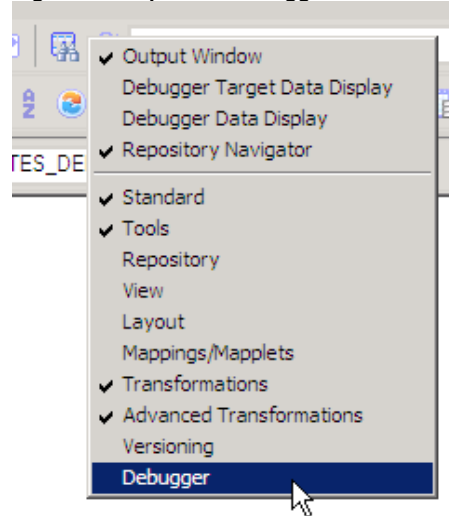 Output Window
Debugger Target Data Display
Debugger Data Display
Repository Navigator
TES_DE
Standard
Tools
Repository
View
Layout
Mappings/Mapplets
Transformations
Advanced Transformations
Versioning
Debugger